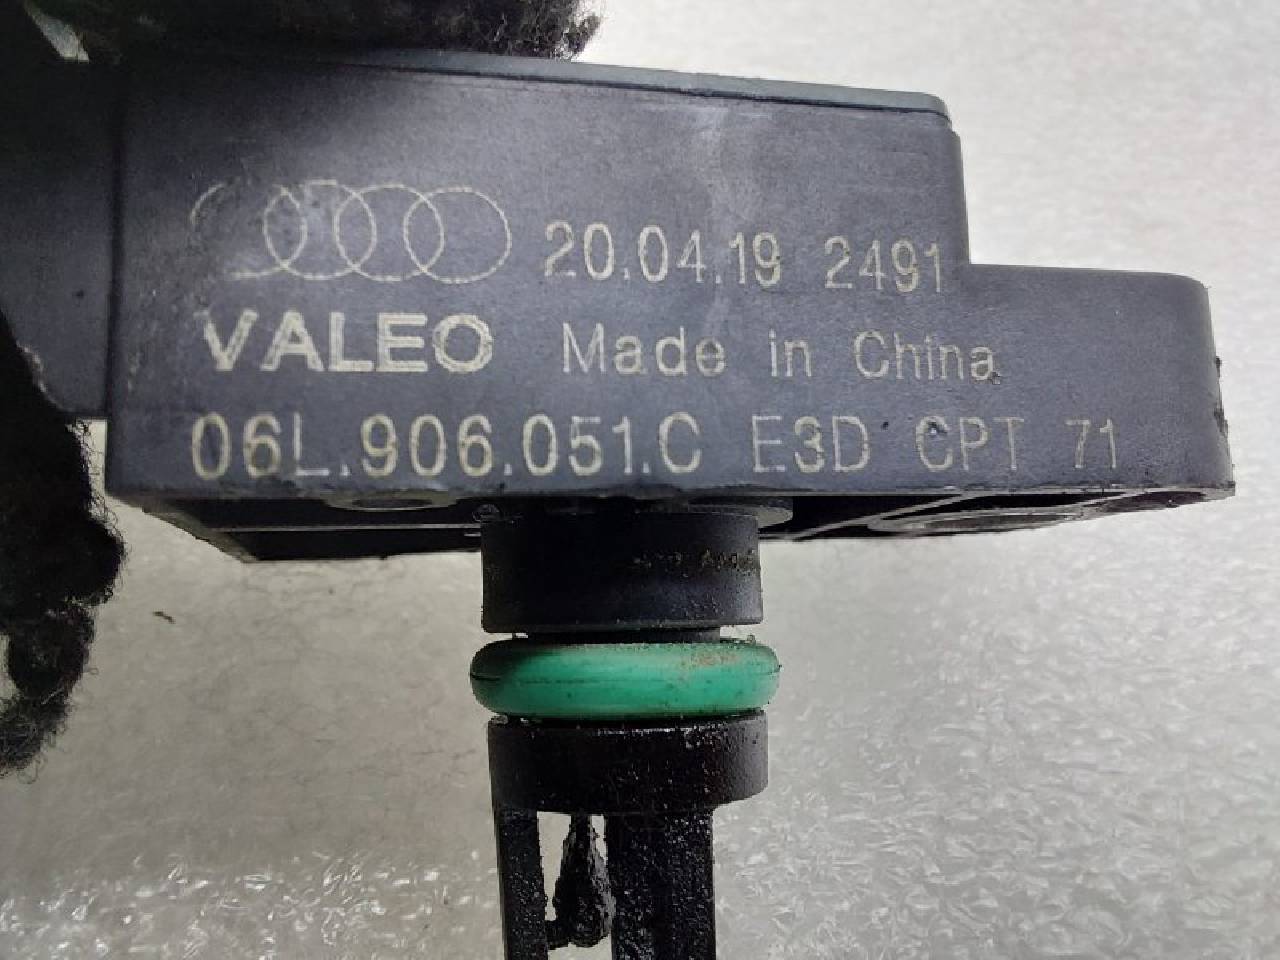 20.04.19 2491
VALEO Made in China
06L.906.051.C E3D CPT 71